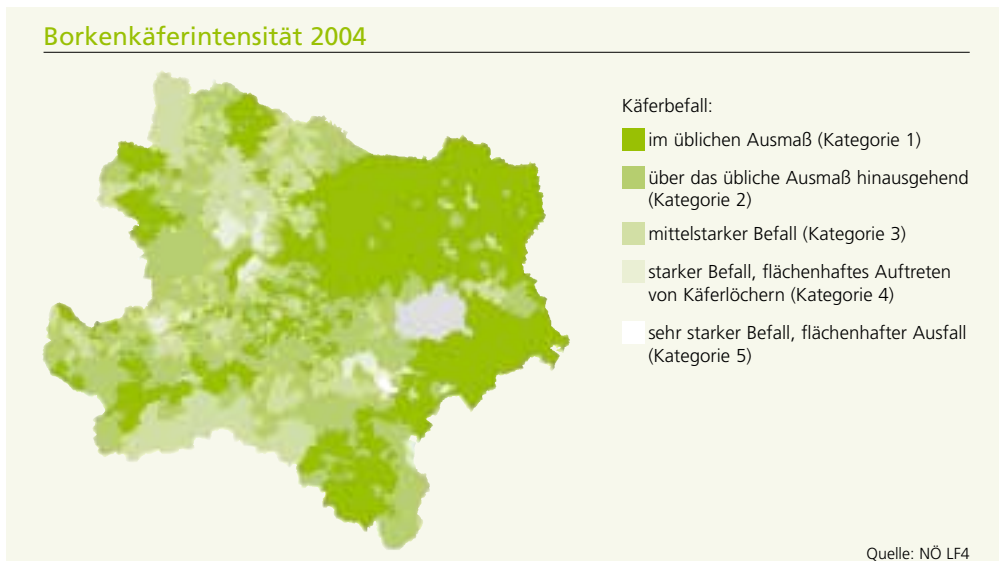 Borkenkäferintensität 2004
Käferbefall:
im üblichen Ausmaß (Kategorie 1)
über das übliche Ausmaß hinausgehend
(Kategorie 2)
mittelstarker Befall (Kategorie 3)
starker Befall, flächenhaftes Auftreten
von Käferlöchern (Kategorie 4)
sehr starker Befall, flächenhafter Ausfall
(Kategorie 5)
Quelle: NÖ LF4